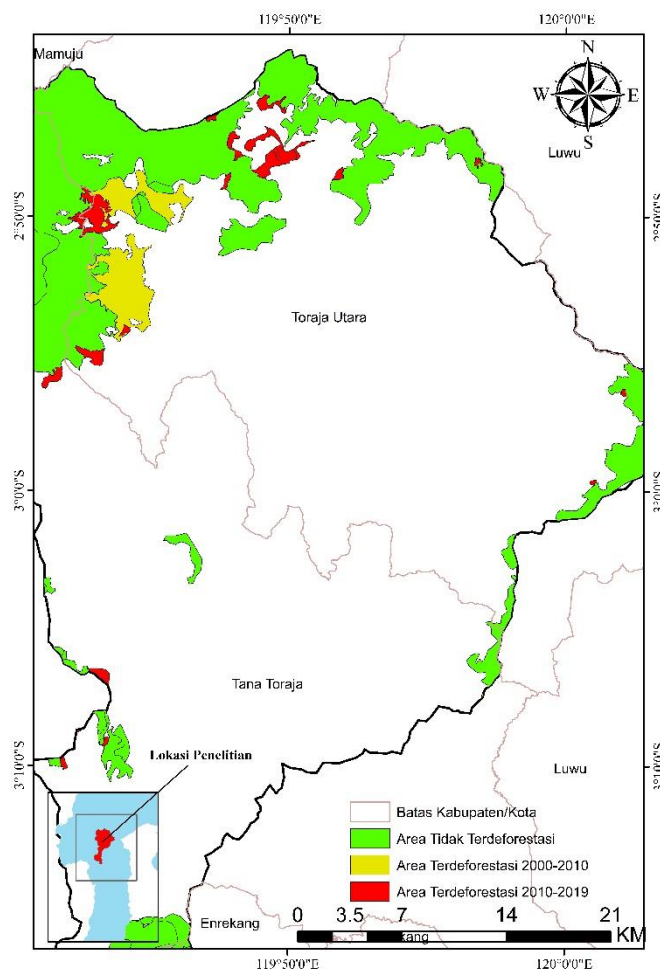 119°50'0"E
120°0'0"E
Mamuju
N
W
E
S
Luwu
2°50'0"S
2°50'0"S
Toraja Utara
3°0'0"S
3°0'0"S
Tana Toraja
Lokasi Penelitian
3°10'0"S
3°10'0"S
Luwu
Batas Kabupaten/Kota
Area Tidak Terdeforestasi
Area Terdeforestasi 2000-2010
Area Terdeforestasi 2010-2019
Enrekang
0
3.5
7
14
21
KM
119°50'0"E
120°0'0"E